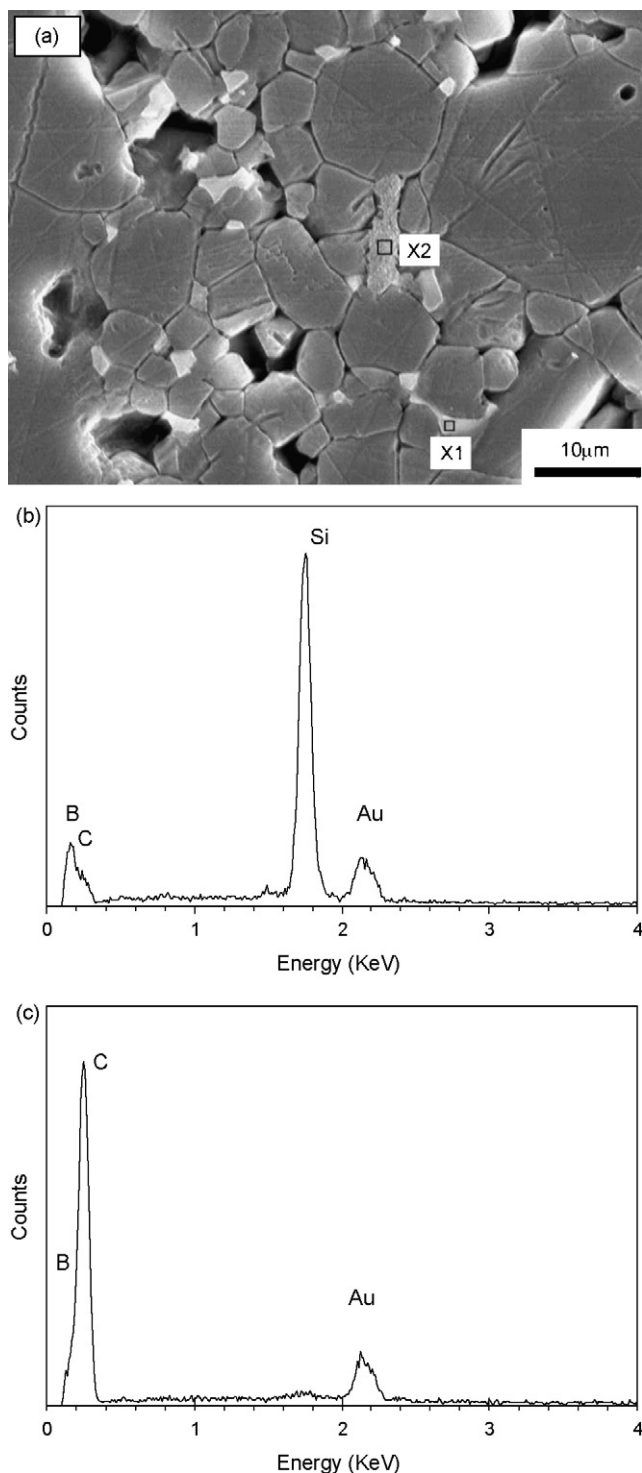 (a)
X2
X1
10μm
(b)
Si
B
C
Au
Counts
0
1
2
3
4
Energy (KeV)
(c)
C
B
Au
Counts
0
1
2
3
4
Energy (KeV)